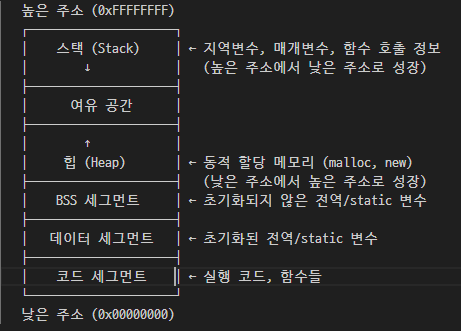 높은 주소 (0xFFFFFFFF)
스택 (Stack) ← 지역변수, 매개변수, 함수 호출 정보
↓ (높은 주소에서 낮은 주소로 성장)
여유 공간
↑
힙 (Heap) ← 동적 할당 메모리 (malloc, new)
(낮은 주소에서 높은 주소로 성장)
BSS 세그먼트 ← 초기화되지 않은 전역/static 변수
데이터 세그먼트 ← 초기화된 전역/static 변수
코드 세그먼트 ← 실행 코드, 함수들
낮은 주소 (0x00000000)